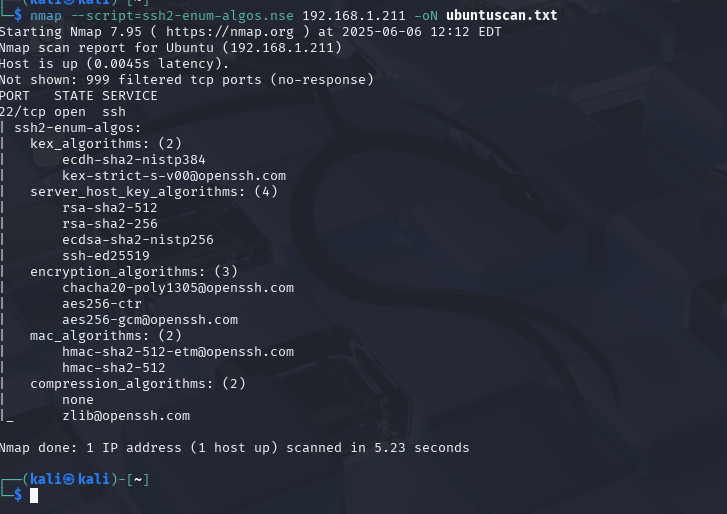 └─$ nmap --script=ssh2-enum-algos.nse 192.168.1.211 -oN ubuntuscan.txt
Starting Nmap 7.95 ( https://nmap.org ) at 2025-06-06 12:12 EDT
Nmap scan report for Ubuntu (192.168.1.211)
Host is up (0.0045s latency).
Not shown: 999 filtered tcp ports (no-response)
PORT   STATE SERVICE
22/tcp open  ssh
| ssh2-enum-algos:
|   kex_algorithms: (2)
|       ecdh-sha2-nistp384
|       kex-strict-s-v00@openssh.com
|   server_host_key_algorithms: (4)
|       rsa-sha2-512
|       rsa-sha2-256
|       ecdsa-sha2-nistp256
|       ssh-ed25519
|   encryption_algorithms: (3)
|       chacha20-poly1305@openssh.com
|       aes256-ctr
|       aes256-gcm@openssh.com
|   mac_algorithms: (2)
|       hmac-sha2-512-etm@openssh.com
|       hmac-sha2-512
|   compression_algorithms: (2)
|       none
|_      zlib@openssh.com
Nmap done: 1 IP address (1 host up) scanned in 5.23 seconds
┌──(kali㉿kali)-[~]
└─$